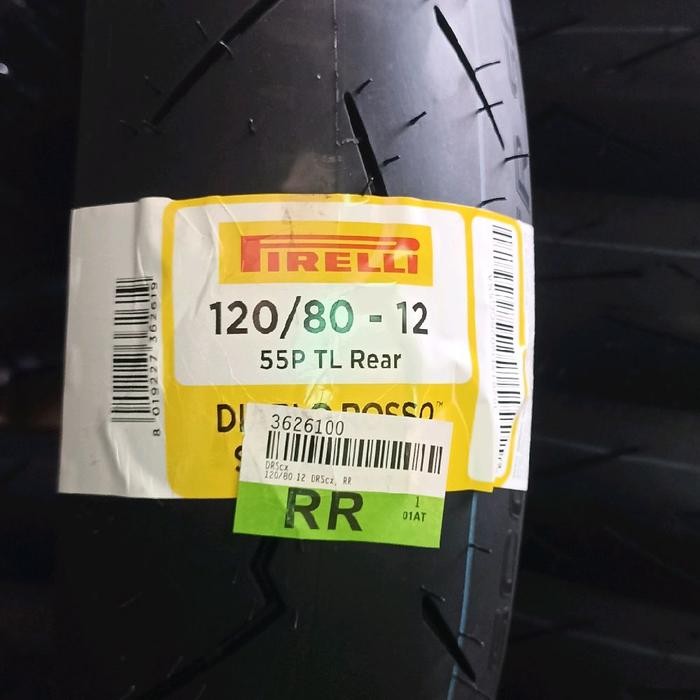 PIRELLI
120/80 - 12
55P TL Rear
ROSSO™
3626100
DRScx
120/80 12 DRScx, RR
RR
1
01AT
8 019227 362619